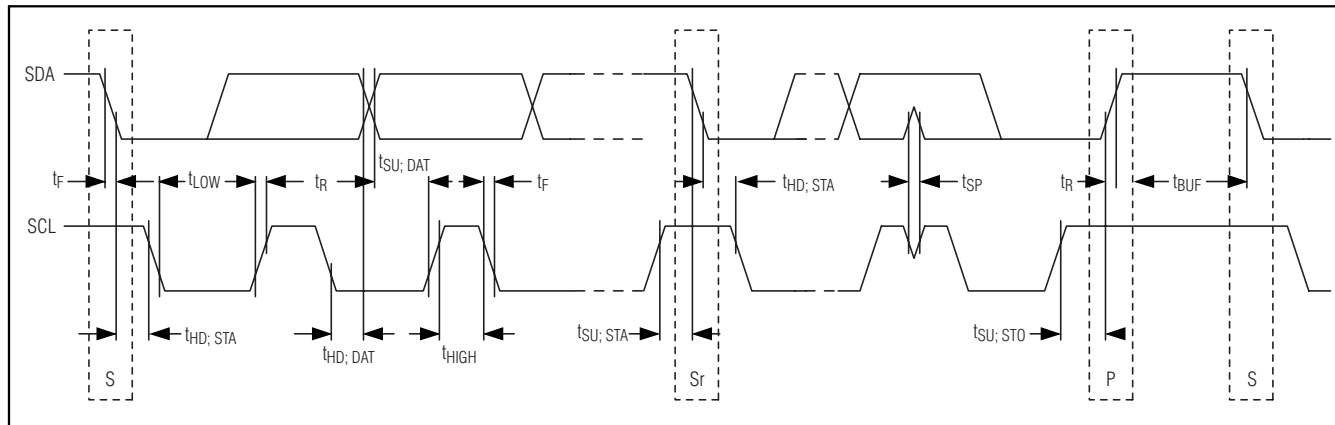 SDA
tSU; DAT
tF
tLOW
tR
tF
tHD; STA
tSP
tR
tBUF
SCL
tHD; STA
tHD; DAT
tHIGH
tSU; STA
tSU; STO
S
Sr
P
S